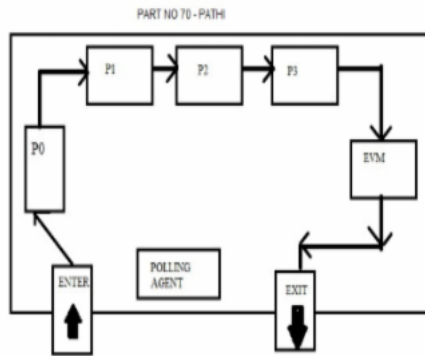 PART NO 70 - PATHI
P1
P2
P3
P0
EVM
POLLING
AGENT
ENTER
EXIT